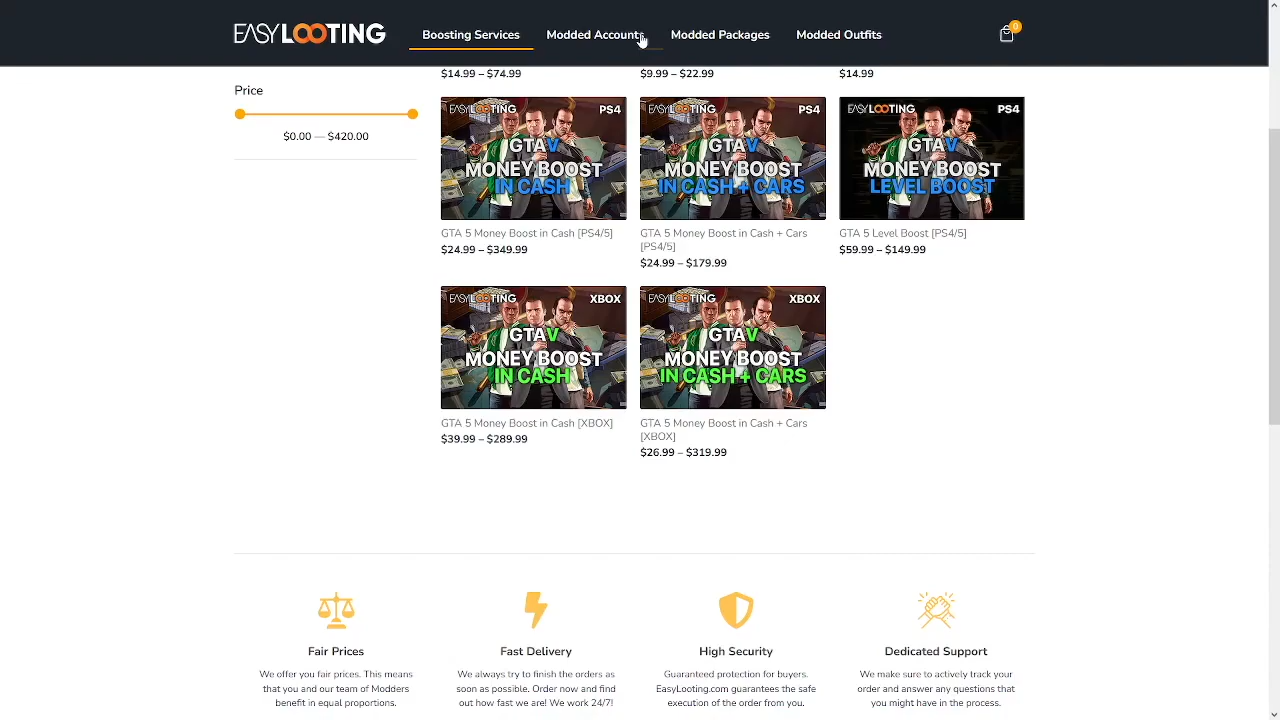 EASYLOOTING
Boosting Services
Modded Accounts
Modded Packages
Modded Outfits
0
$14.99 – $74.99
$9.99 – $22.99
$14.99
Price
$0.00 — $420.00
EASYLOOTING PS4
GTAV
MONEY BOOST
IN CASH
EASYLOOTING PS4
GTAV
MONEY BOOST
IN CASH + CARS
EASYLOOTING PS4
GTAV
MONEY BOOST
LEVEL BOOST
GTA 5 Money Boost in Cash [PS4/5]
$24.99 – $349.99
GTA 5 Money Boost in Cash + Cars
[PS4/5]
$24.99 – $179.99
GTA 5 Level Boost [PS4/5]
$59.99 – $149.99
EASYLOOTING XBOX
GTAV
MONEY BOOST
IN CASH
EASYLOOTING XBOX
GTAV
MONEY BOOST
IN CASH + CARS
GTA 5 Money Boost in Cash [XBOX]
$39.99 – $289.99
GTA 5 Money Boost in Cash + Cars
[XBOX]
$26.99 – $319.99
Fair Prices
We offer you fair prices. This means
that you and our team of Modders
benefit in equal proportions.
Fast Delivery
We always try to finish the orders as
soon as possible. Order now and find
out how fast we are! We work 24/7!
High Security
Guaranteed protection for buyers.
EasyLooting.com guarantees the safe
execution of the order from you.
Dedicated Support
We make sure to actively track your
order and answer any questions that
you might have in the process.